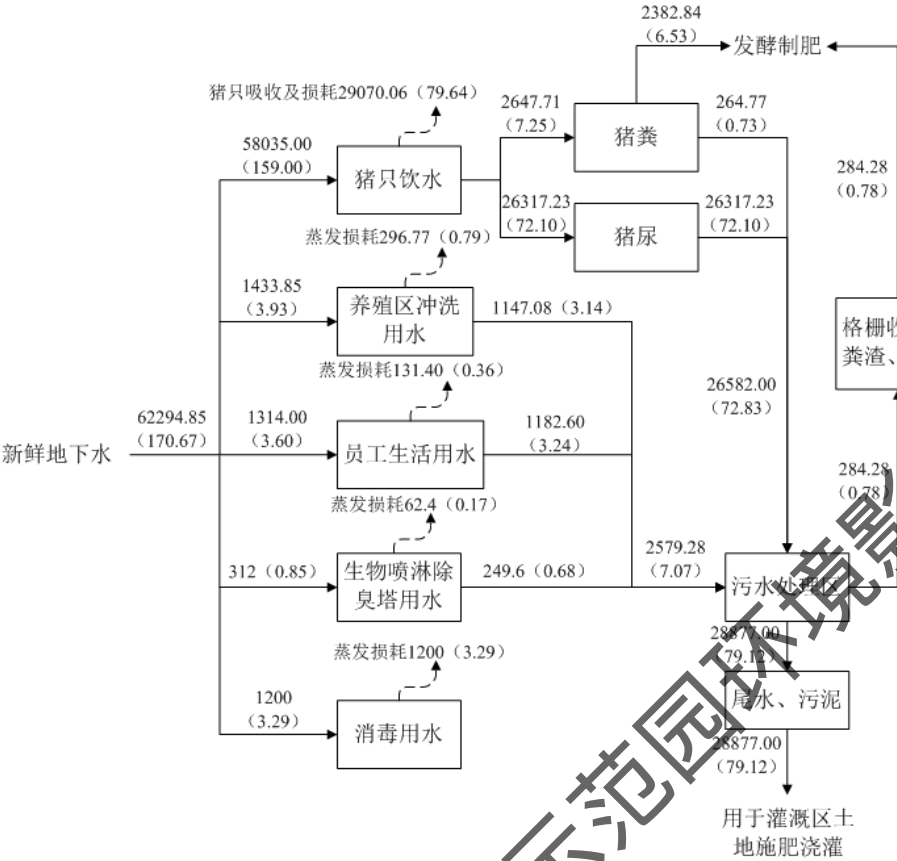 2382.84
（6.53）
发酵制肥
猪只吸收及损耗29070.06（79.64）
2647.71
（7.25）
猪粪
264.77
（0.73）
58035.00
（159.00）
猪只饮水
284.28
（0.78）
26317.23
（72.10）
猪尿
26317.23
（72.10）
蒸发损耗296.77（0.79）
1433.85
（3.93）
养殖区冲洗
用水
1147.08（3.14）
格栅收
粪渣、
蒸发损耗131.40（0.36）
26582.00
（72.83）
新鲜地下水
62294.85
（170.67）
1314.00
（3.60）
员工生活用水
1182.60
（3.24）
284.28
（0.78）
蒸发损耗62.4（0.17）
312（0.85）
生物喷淋除
臭塔用水
249.6（0.68）
2579.28
（7.07）
污水处理区
28877.00
（79.12）
蒸发损耗1200（3.29）
1200
（3.29）
消毒用水
尾水、污泥
28877.00
（79.12）
用于灌溉区土
地施肥浇灌
示范园环境影